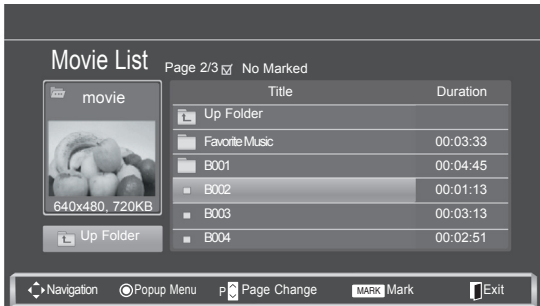 Movie List
Page 2/3 No Marked
movie
640x480, 720KB
Up Folder
Title Duration
Up Folder
Favorite Music 00:03:33
B001 00:04:45
B002 00:01:13
B003 00:03:13
B004 00:02:51
Navigation Popup Menu P Page Change MARK Mark Exit